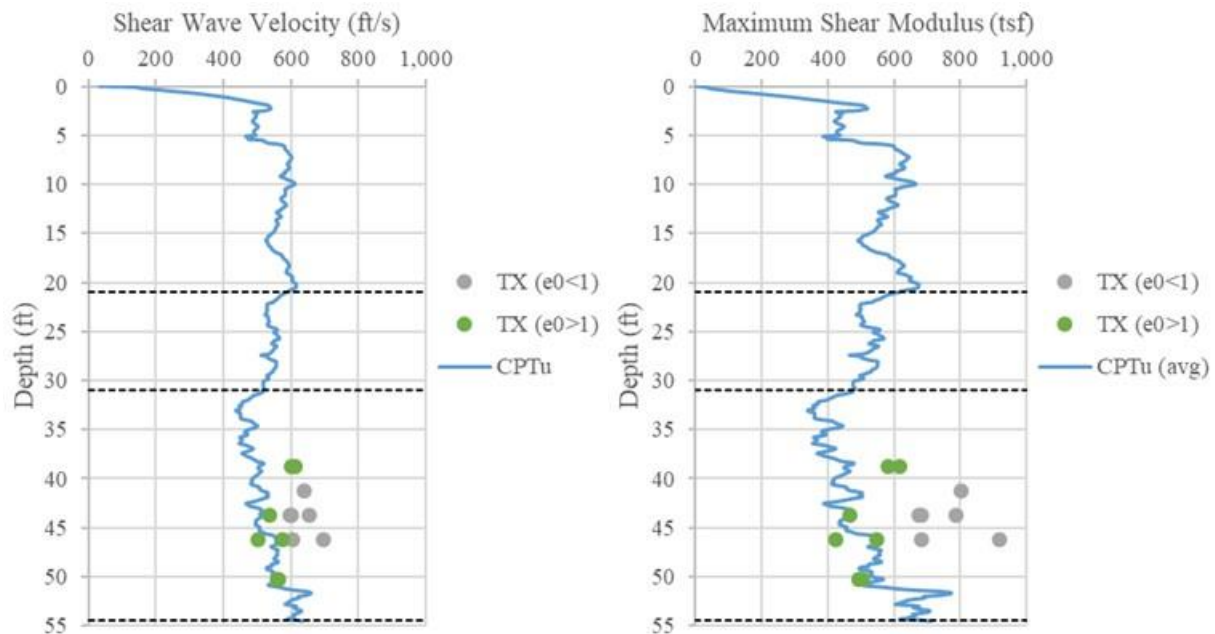 Shear Wave Velocity (ft/s)
0 200 400 600 800 1,000
0
5
10
15
20
25
30
35
40
45
50
55
Depth (ft)
TX (e0<1)
TX (e0>1)
CPTu
Maximum Shear Modulus (tsf)
0 200 400 600 800 1,000
0
5
10
15
20
25
30
35
40
45
50
55
Depth (ft)
TX (e0<1)
TX (e0>1)
CPTu (avg)